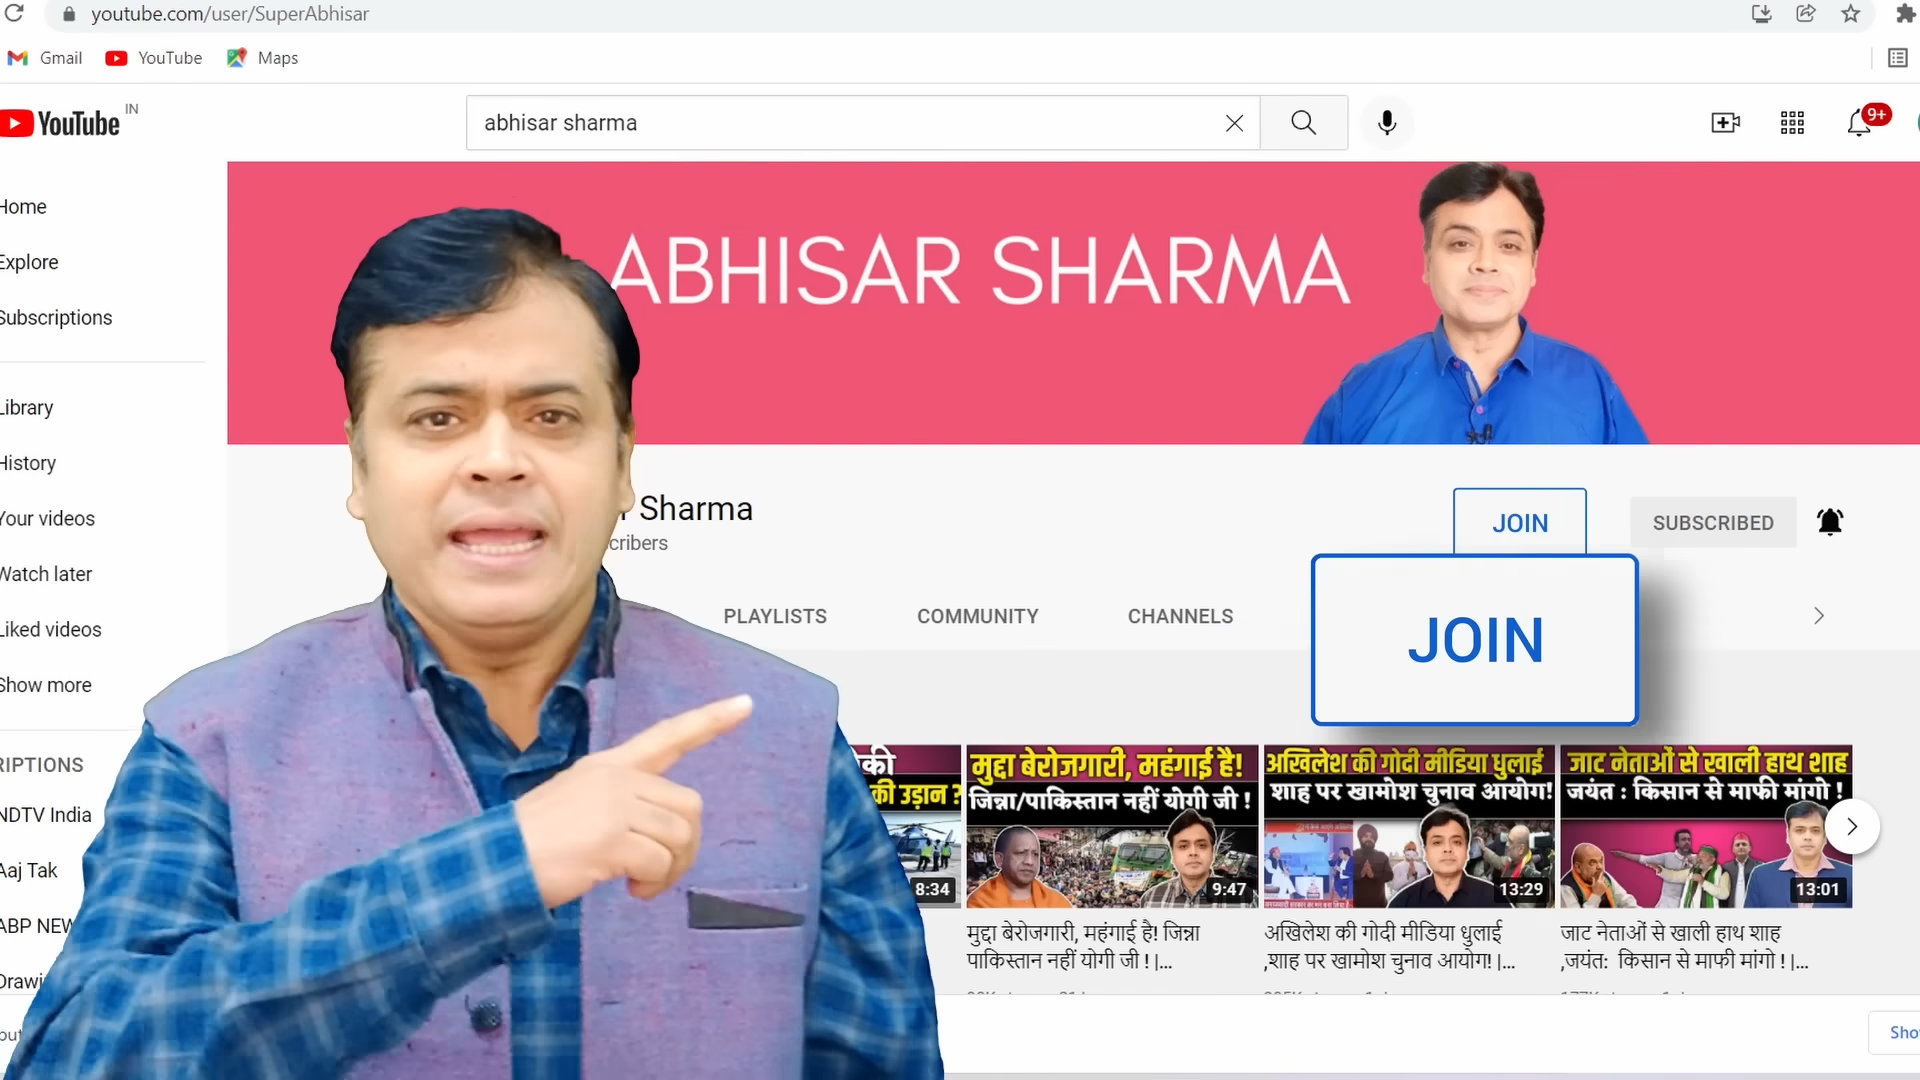 youtube.com/user/SuperAbhisar
Gmail
YouTube
Maps
YouTube IN
abhisar sharma
9+
Home
Explore
Subscriptions
Library
History
Your videos
Watch later
Liked videos
Show more
RIPTIONS
NDTV India
Aaj Tak
ABP NEW
ABHISAR SHARMA
Sharma
cribers
JOIN
SUBSCRIBED
JOIN
PLAYLISTS
COMMUNITY
CHANNELS
की
की उड़ान ?
8:34
मुद्दा बेरोजगारी, महंगाई है!
जिन्ना/पाकिस्तान नहीं योगी जी !
9:47
अखिलेश की गोदी मीडिया धुलाई
शाह पर खामोश चुनाव आयोग!
13:29
जाट नेताओं से खाली हाथ शाह
जयंत : किसान से माफी मांगो !
13:01
मुद्दा बेरोजगारी, महंगाई है! जिन्ना
पाकिस्तान नहीं योगी जी ! |...
अखिलेश की गोदी मीडिया धुलाई
,शाह पर खामोश चुनाव आयोग! |...
जाट नेताओं से खाली हाथ शाह
,जयंत: किसान से माफी मांगो ! |...
Sho